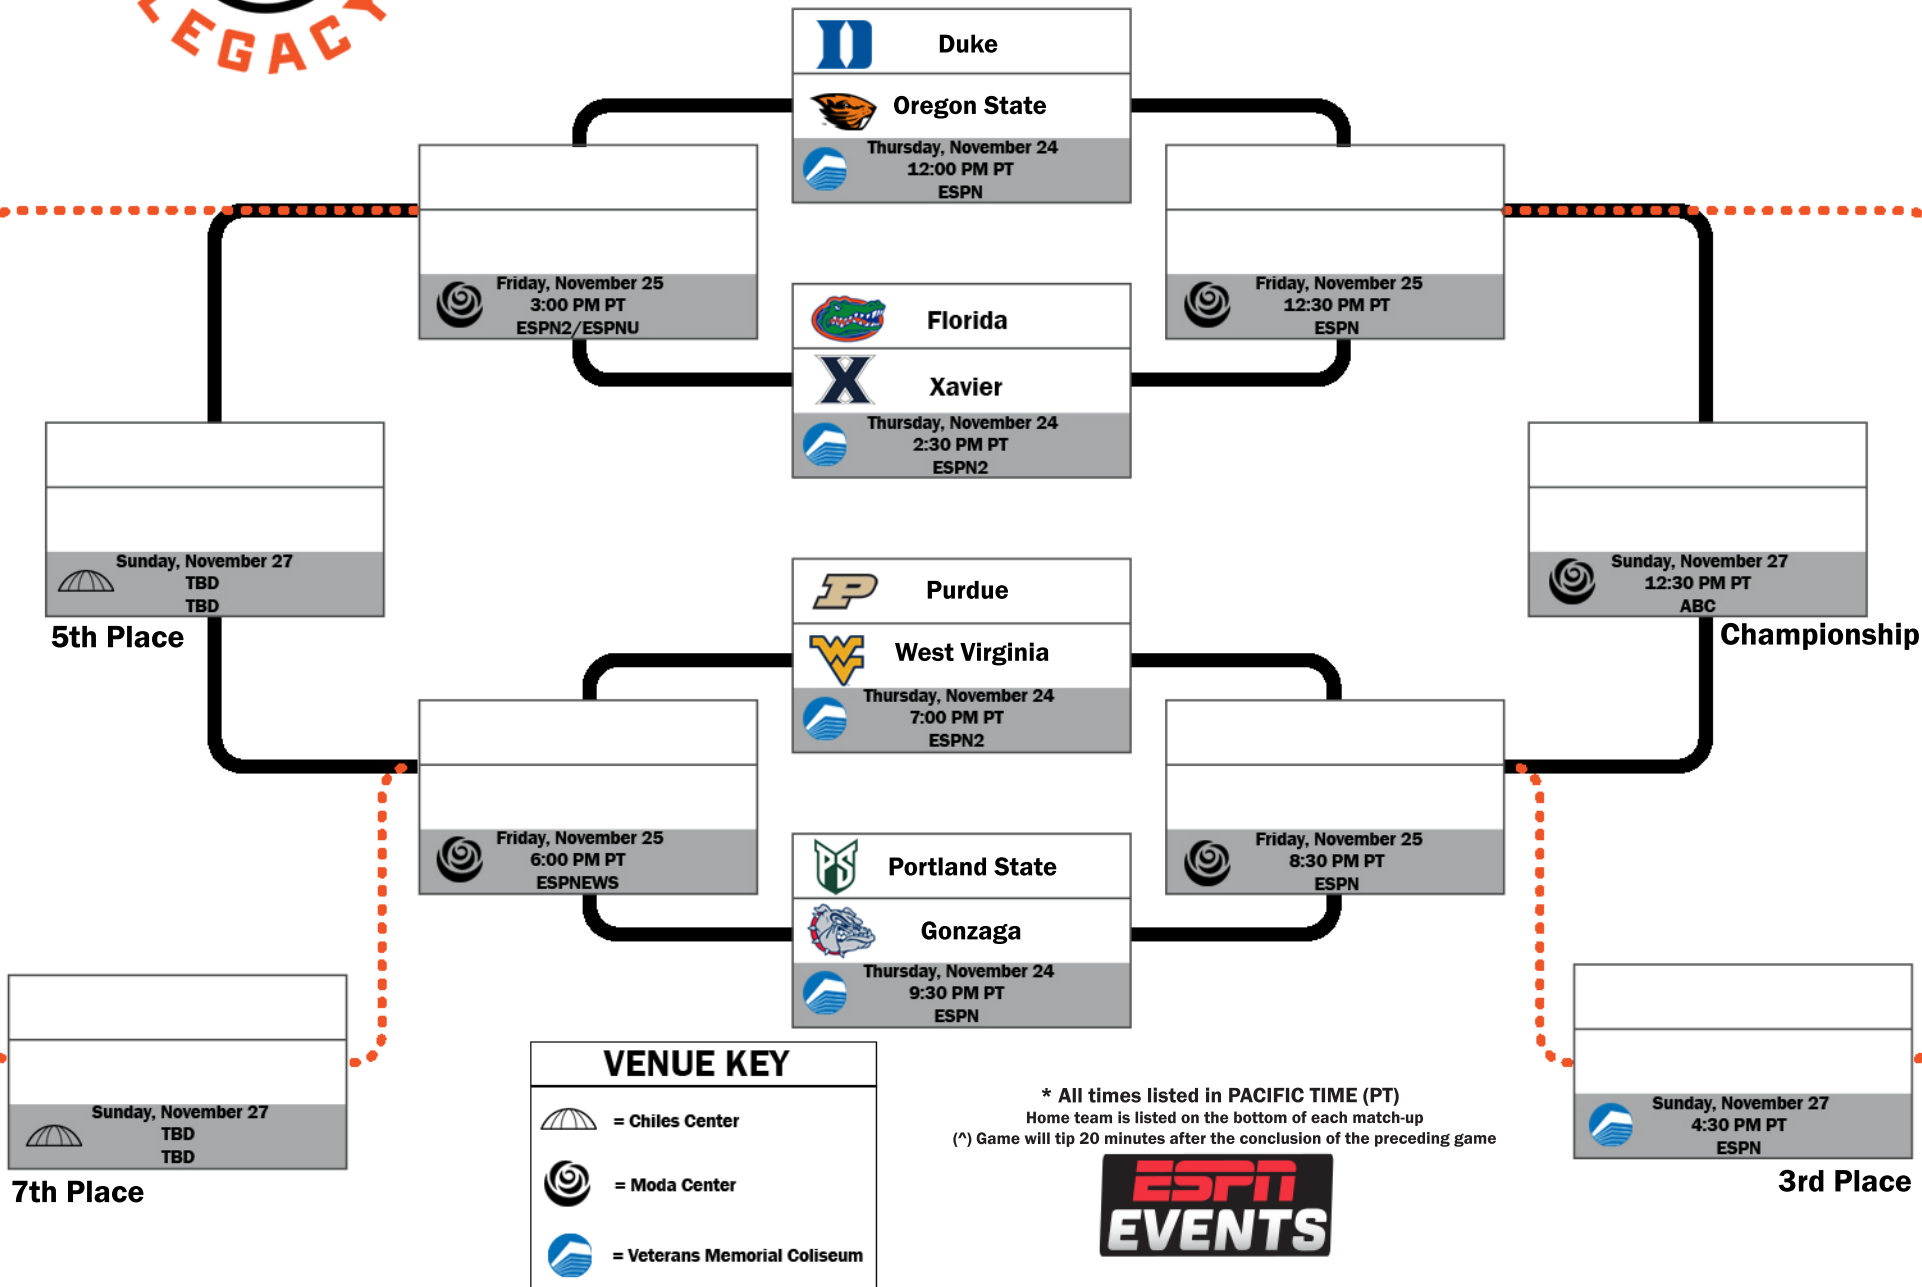 LEGACY
Duke
Oregon State
Thursday, November 24
12:00 PM PT
ESPN
Friday, November 25
3:00 PM PT
ESPN2/ESPNU
Florida
Xavier
Thursday, November 24
2:30 PM PT
ESPN2
Friday, November 25
12:30 PM PT
ESPN
Sunday, November 27
TBD
TBD
5th Place
Purdue
West Virginia
Thursday, November 24
7:00 PM PT
ESPN2
Sunday, November 27
12:30 PM PT
ABC
Championship
Friday, November 25
6:00 PM PT
ESPNEWS
PS
Portland State
Gonzaga
Thursday, November 24
9:30 PM PT
ESPN
Friday, November 25
8:30 PM PT
ESPN
Sunday, November 27
TBD
TBD
7th Place
VENUE KEY
= Chiles Center
= Moda Center
= Veterans Memorial Coliseum
* All times listed in PACIFIC TIME (PT)
Home team is listed on the bottom of each match-up
(^) Game will tip 20 minutes after the conclusion of the preceding game
ESPN
EVENTS
Sunday, November 27
4:30 PM PT
ESPN
3rd Place